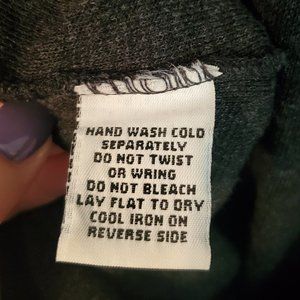 HAND WASH COLD
SEPARATELY
DO NOT TWIST
OR WRING
DO NOT BLEACH
LAY FLAT TO DRY
COOL IRON ON
REVERSE SIDE